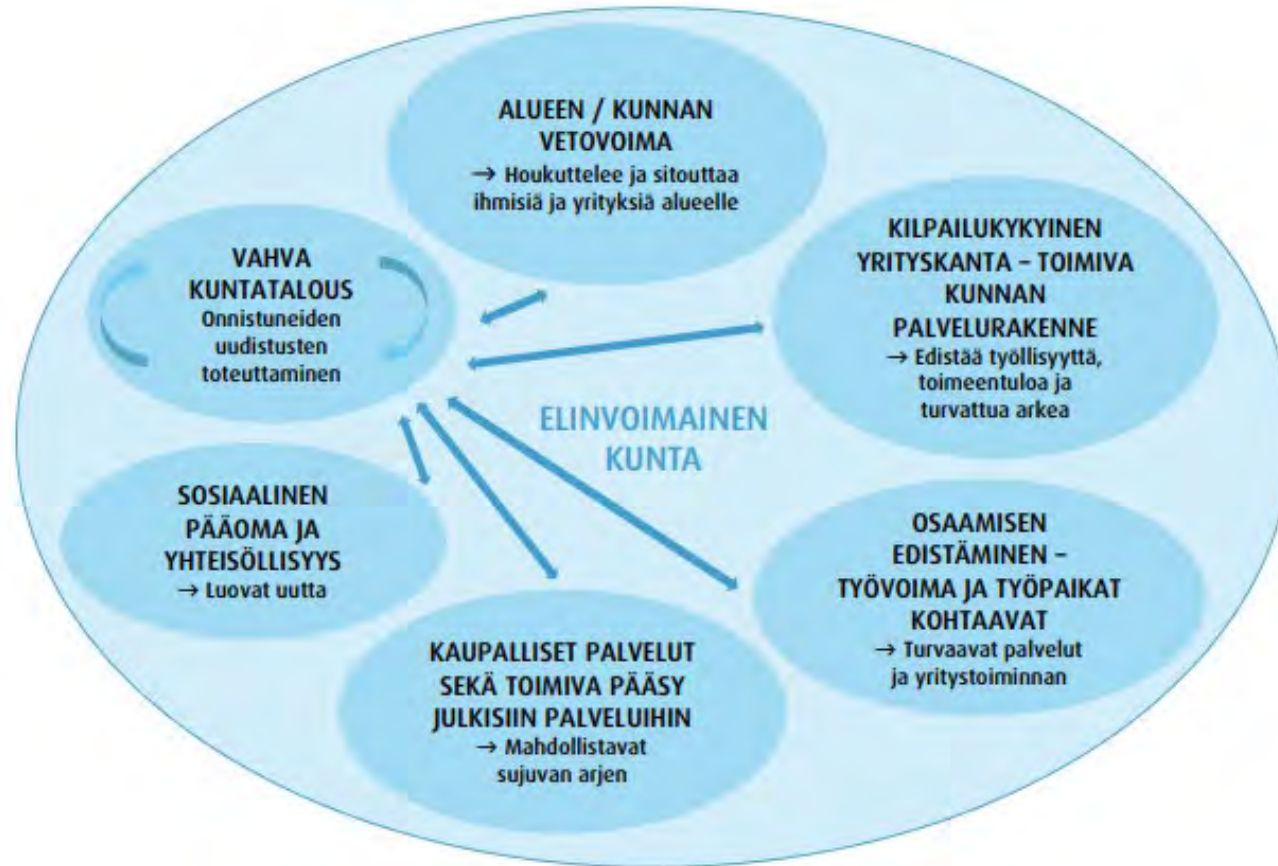 ALUEEN / KUNNAN
VETOVOIMA
→ Houkuttelee ja sitouttaa
ihmisiä ja yrityksiä alueelle
KILPAILUKYKYINEN
YRITYSKANTA – TOIMIVA
KUNNAN
PALVELURAKENNE
→ Edistää työllisyyttä,
toimeentuloa ja
turvattua arkea
VAHVA
KUNTATALOUS
Onnistuneiden
uudistusten
toteuttaminen
ELINVOIMAINEN
KUNTA
SOSIAALINEN
PÄÄOMA JA
YHTEISÖLLISYYS
→ Luovat uutta
OSAAMISEN
EDISTÄMINEN –
TYÖVOIMA JA TYÖPAIKAT
KOHTAAVAT
→ Turvaavat palvelut
ja yritystoiminnan
KAUPALLISET PALVELUT
SEKÄ TOIMIVA PÄÄSY
JULKISIIN PALVELUIHIN
→ Mahdollistavat
sujuvan arjen